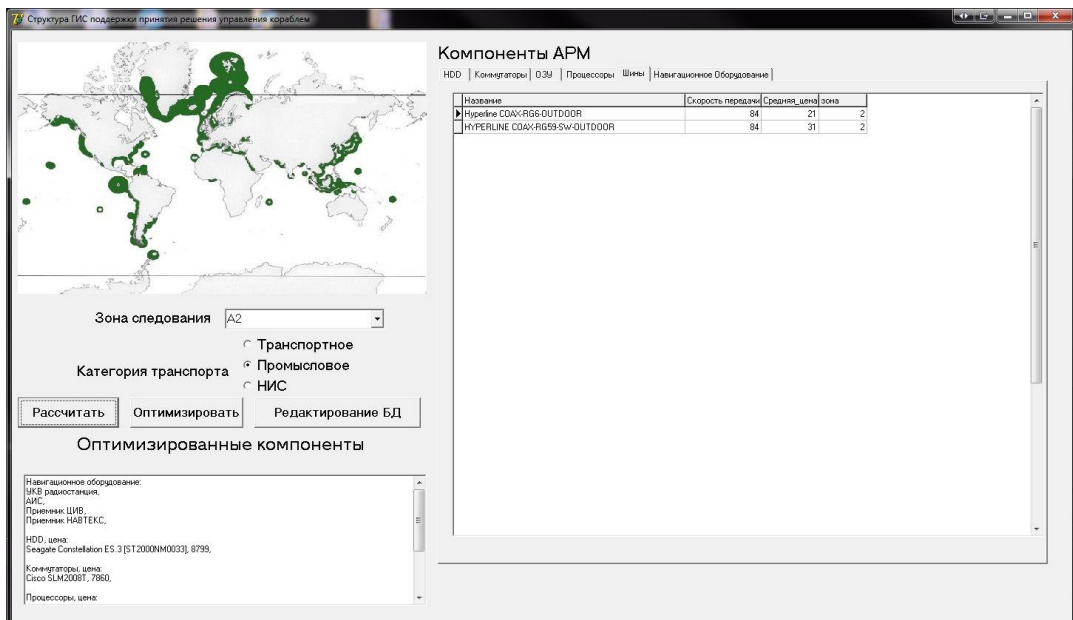 Структура ГИС поддержки принятия решения управления кораблем
Компоненты АРМ
HDD Коммутаторы ОЗУ Процессоры Шины Навигационное Оборудование
Название Скорость передачи Средняя_цена зона
Hyperline COAX-RG6-OUTDOOR 84 21 2
HYPERLINE COAX-RG59-SW-OUTDOOR 84 31 2
Зона следования A2
Транспортное
Категория транспорта Промысловое
НИС
Рассчитать Оптимизировать Редактирование БД
Оптимизированные компоненты
Навигационное оборудование:
УКВ радиостанция,
АИС,
Приемник ЦИВ,
Приемник НАВТЕКС,
HDD, цена:
Seagate Constellation ES.3 [ST2000NM0033], 8799,
Коммутаторы, цена:
Cisco SLM2008T, 7860,
Процессоры, цена: